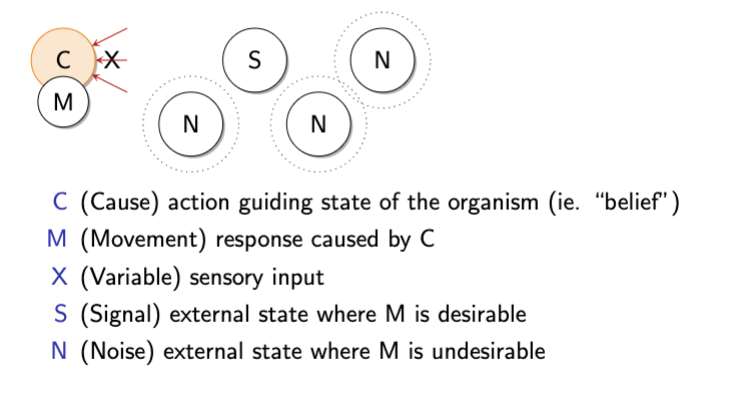 C X S N
M N N
C (Cause) action guiding state of the organism (ie. “belief”)
M (Movement) response caused by C
X (Variable) sensory input
S (Signal) external state where M is desirable
N (Noise) external state where M is undesirable